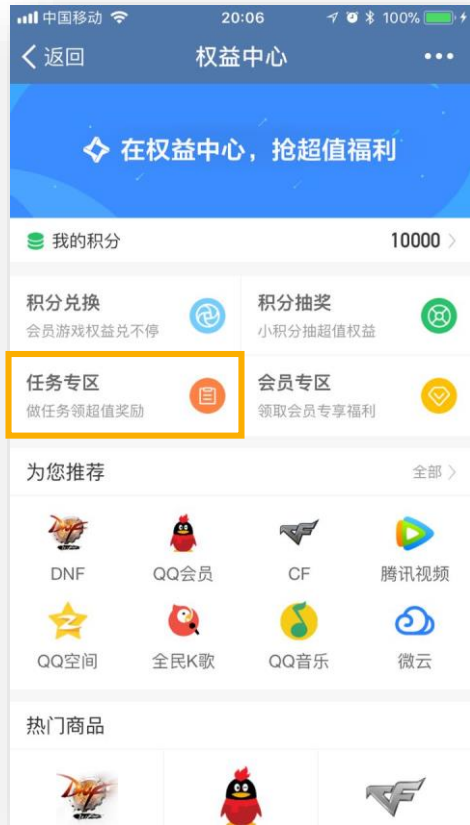 中国移动 20:06 100%
返回 权益中心
在权益中心，抢超值福利
我的积分 10000
积分兑换 积分抽奖
会员游戏权益兑不停 小积分抽超值权益
任务专区 会员专区
做任务领超值奖励 领取会员专享福利
为您推荐 全部
DNF QQ会员 CF 腾讯视频
QQ空间 全民K歌 QQ音乐 微云
热门商品